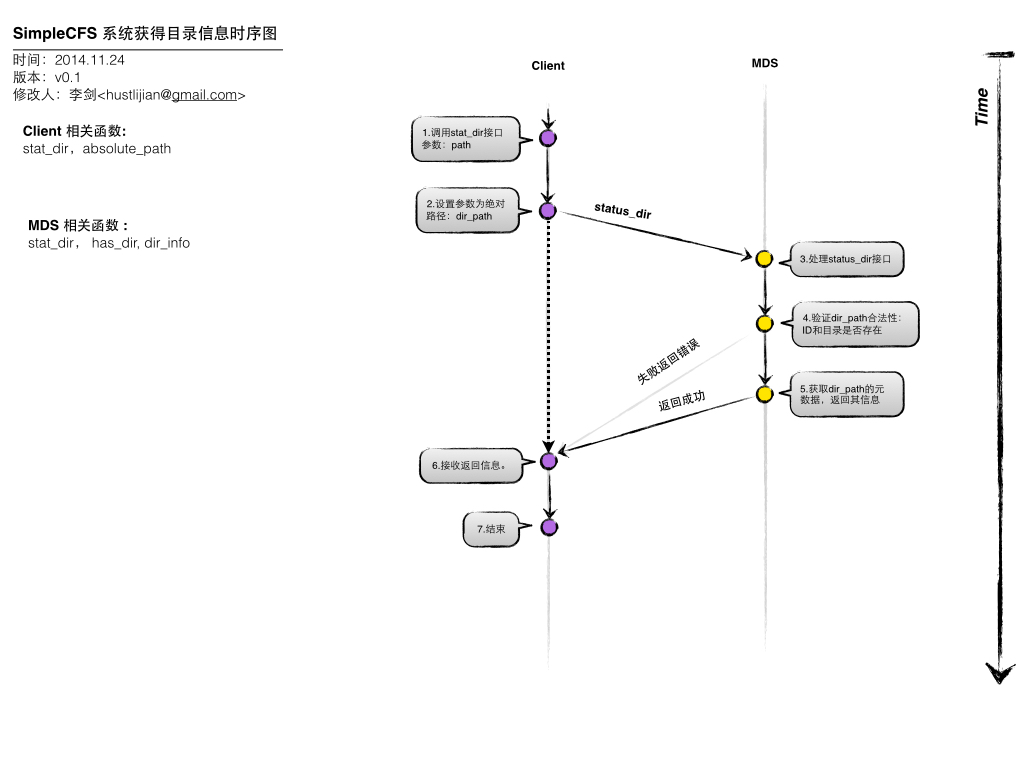 SimpleCFS 系统获得目录信息时序图
时间：2014.11.24
版本：v0.1
修改人：李剑<hustlijian@gmail.com>
Client 相关函数:
stat_dir，absolute_path
MDS 相关函数：
stat_dir， has_dir, dir_info
Client
MDS
Time
1.调用stat_dir接口
参数：path
2.设置参数为绝对
路径：dir_path
status_dir
3.处理status_dir接口
4.验证dir_path合法性：
ID和目录是否存在
失败返回错误
5.获取dir_path的元
数据，返回其信息
返回成功
6.接收返回信息。
7.结束